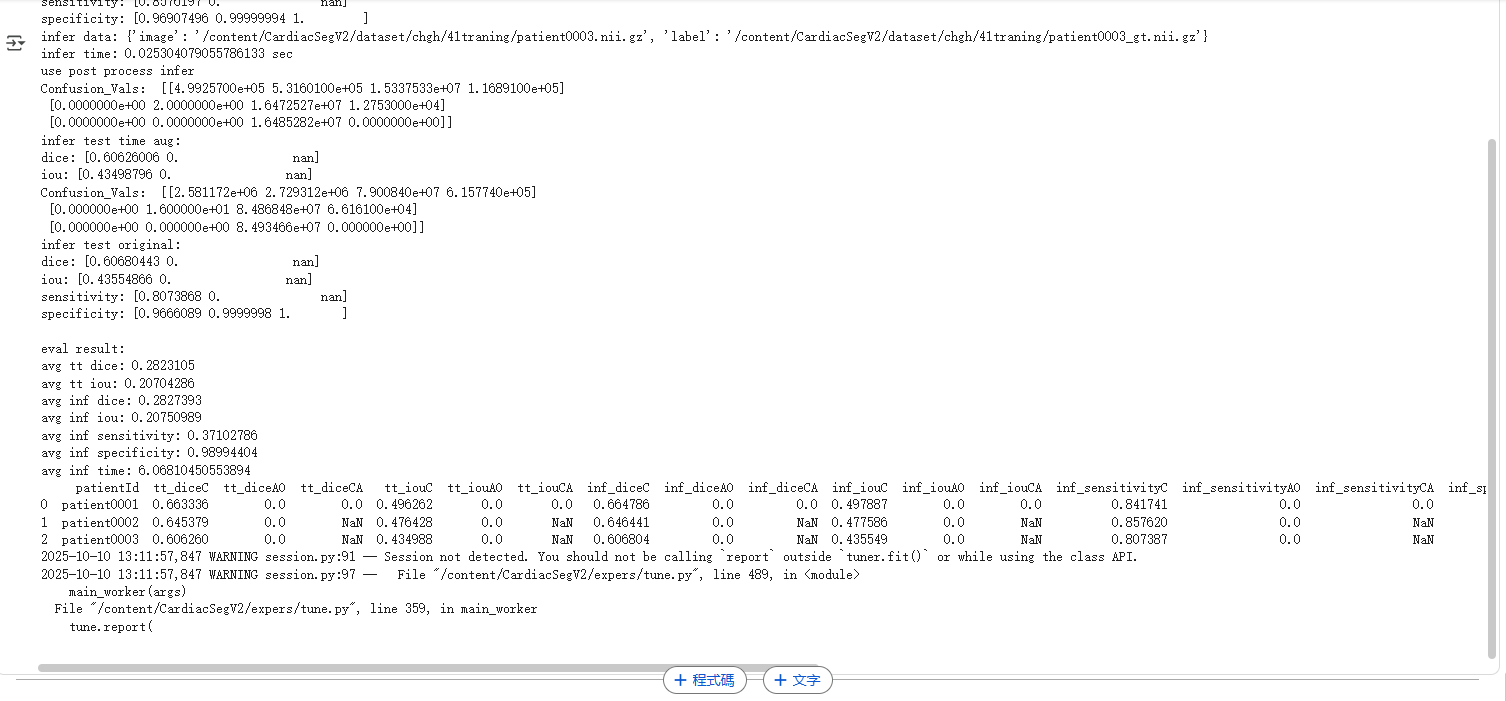 sensitivity: [0.8576197 0. nan]
specificity: [0.96907496 0.99999994 1. ]
infer data: {'image': '/content/CardiacSegV2/dataset/chgh/41traning/patient0003.nii.gz', 'label': '/content/CardiacSegV2/dataset/chgh/41traning/patient0003_gt.nii.gz'}
infer time: 0.025304079055786133 sec
use post process infer
Confusion_Vals:  [[4.9925700e+05 5.3160100e+05 1.5337533e+07 1.1689100e+05]
[0.0000000e+00 2.0000000e+00 1.6472527e+07 1.2753000e+04]
[0.0000000e+00 0.0000000e+00 1.6485282e+07 0.0000000e+00]]
infer test time aug:
dice: [0.60626006 0. nan]
iou: [0.43498796 0. nan]
Confusion_Vals:  [[2.581172e+06 2.729312e+06 7.900840e+07 6.157740e+05]
[0.000000e+00 1.600000e+01 8.486848e+07 6.616100e+04]
[0.000000e+00 0.000000e+00 8.493466e+07 0.000000e+00]]
infer test original:
dice: [0.60680443 0. nan]
iou: [0.43554866 0. nan]
sensitivity: [0.8073868 0. nan]
specificity: [0.9666089 0.9999998 1. ]
eval result:
avg tt dice: 0.2823105
avg tt iou: 0.20704286
avg inf dice: 0.2827393
avg inf iou: 0.20750989
avg inf sensitivity: 0.37102786
avg inf specificity: 0.98994404
avg inf time: 6.06810450553894
patientId tt_diceC tt_diceAO tt_diceCA tt_iouC tt_iouAO tt_iouCA inf_diceC inf_diceAO inf_diceCA inf_iouC inf_iouAO inf_iouCA inf_sensitivityC inf_sensitivityAO inf_sensitivityCA inf_sp
0 patient0001 0.663336 0.0 0.0 0.496262 0.0 0.0 0.664786 0.0 0.0 0.497887 0.0 0.0 0.841741 0.0 0.0
1 patient0002 0.645379 0.0 NaN 0.476428 0.0 NaN 0.646441 0.0 NaN 0.477586 0.0 NaN 0.857620 0.0 NaN
2 patient0003 0.606260 0.0 NaN 0.434988 0.0 NaN 0.606804 0.0 NaN 0.435549 0.0 NaN 0.807387 0.0 NaN
2025-10-10 13:11:57,847 WARNING session.py:91 -- Session not detected. You should not be calling `report` outside `tuner.fit()` or while using the class API.
2025-10-10 13:11:57,847 WARNING session.py:97 --   File "/content/CardiacSegV2/expers/tune.py", line 489, in <module>
main_worker(args)
File "/content/CardiacSegV2/expers/tune.py", line 359, in main_worker
tune.report(
+ 程式碼 + 文字